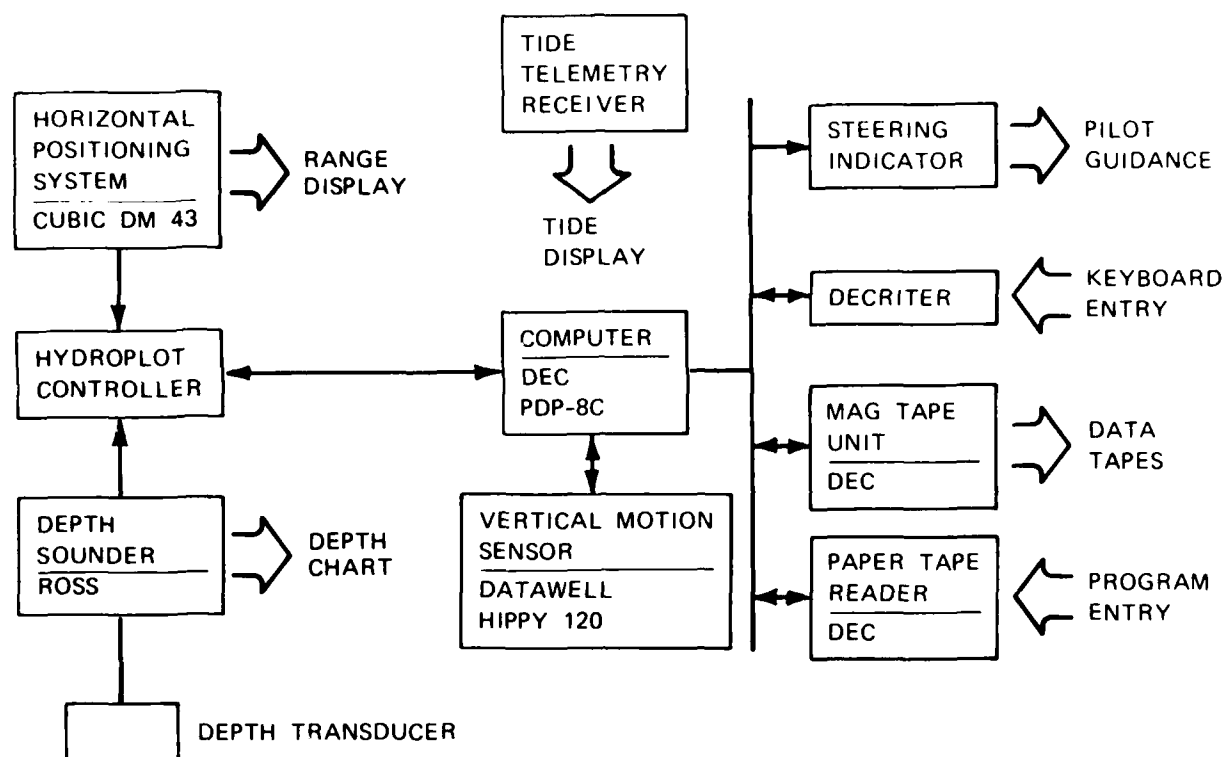 HORIZONTAL
POSITIONING
SYSTEM
CUBIC DM 43
RANGE
DISPLAY
TIDE
TELEMETRY
RECEIVER
TIDE
DISPLAY
STEERING
INDICATOR
PILOT
GUIDANCE
HYDROPLOT
CONTROLLER
COMPUTER
DEC
PDP-8C
DECRITER
KEYBOARD
ENTRY
MAG TAPE
UNIT
DEC
DATA
TAPES
DEPTH
SOUNDER
ROSS
DEPTH
CHART
VERTICAL MOTION
SENSOR
DATAWELL
HIPPY 120
PAPER TAPE
READER
DEC
PROGRAM
ENTRY
DEPTH TRANSDUCER